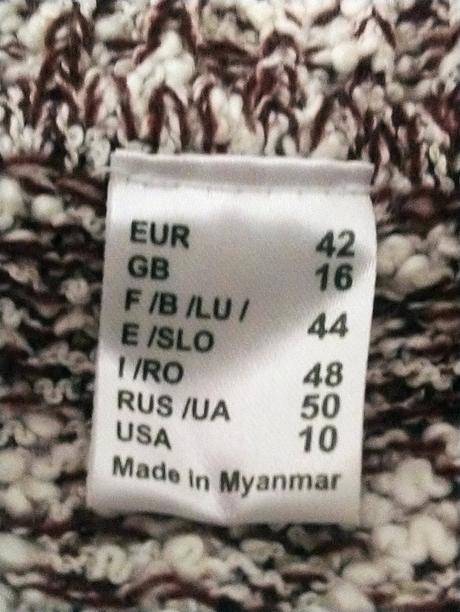 EUR 42
GB 16
F /B /LU /
E /SLO 44
I /RO 48
RUS /UA 50
USA 10
Made in Myanmar